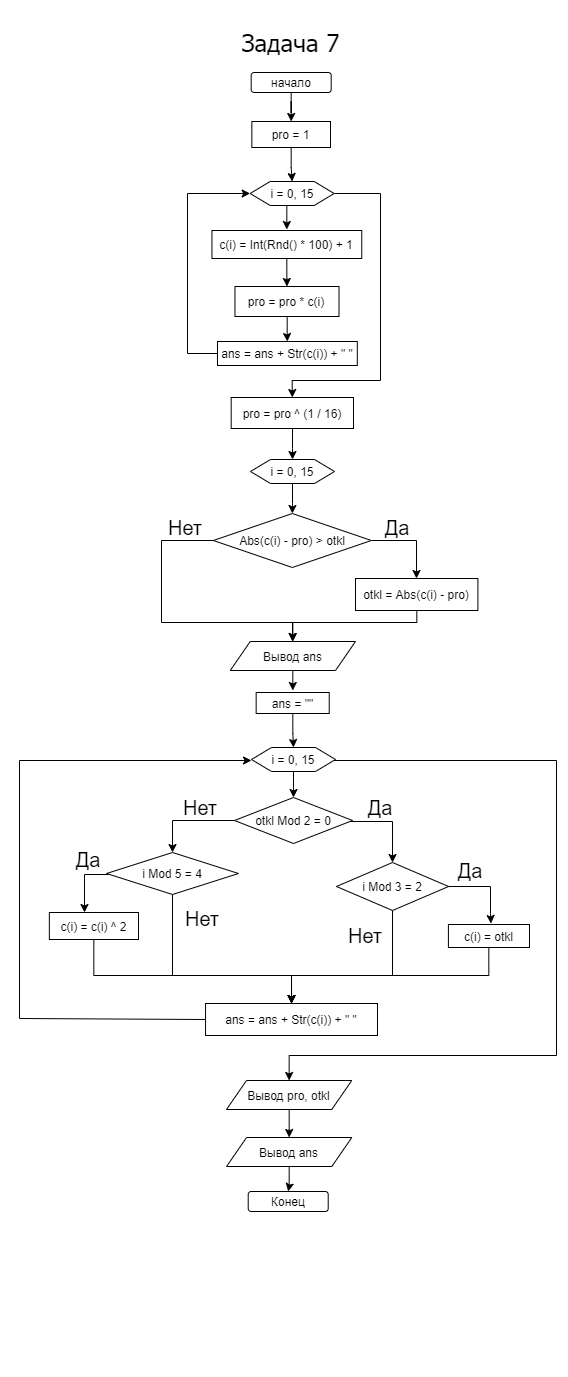 Задача 7
начало
pro = 1
i = 0, 15
c(i) = Int(Rnd() * 100) + 1
pro = pro * c(i)
ans = ans + Str(c(i)) + " "
pro = pro ^ (1 / 16)
i = 0, 15
Нет
Abs(c(i) - pro) > otkl
Да
otkl = Abs(c(i) - pro)
Вывод ans
ans = ""
i = 0, 15
Нет
otkl Mod 2 = 0
Да
Да
i Mod 5 = 4
i Mod 3 = 2
Да
c(i) = c(i) ^ 2
Нет
Нет
c(i) = otkl
ans = ans + Str(c(i)) + " "
Вывод pro, otkl
Вывод ans
Конец